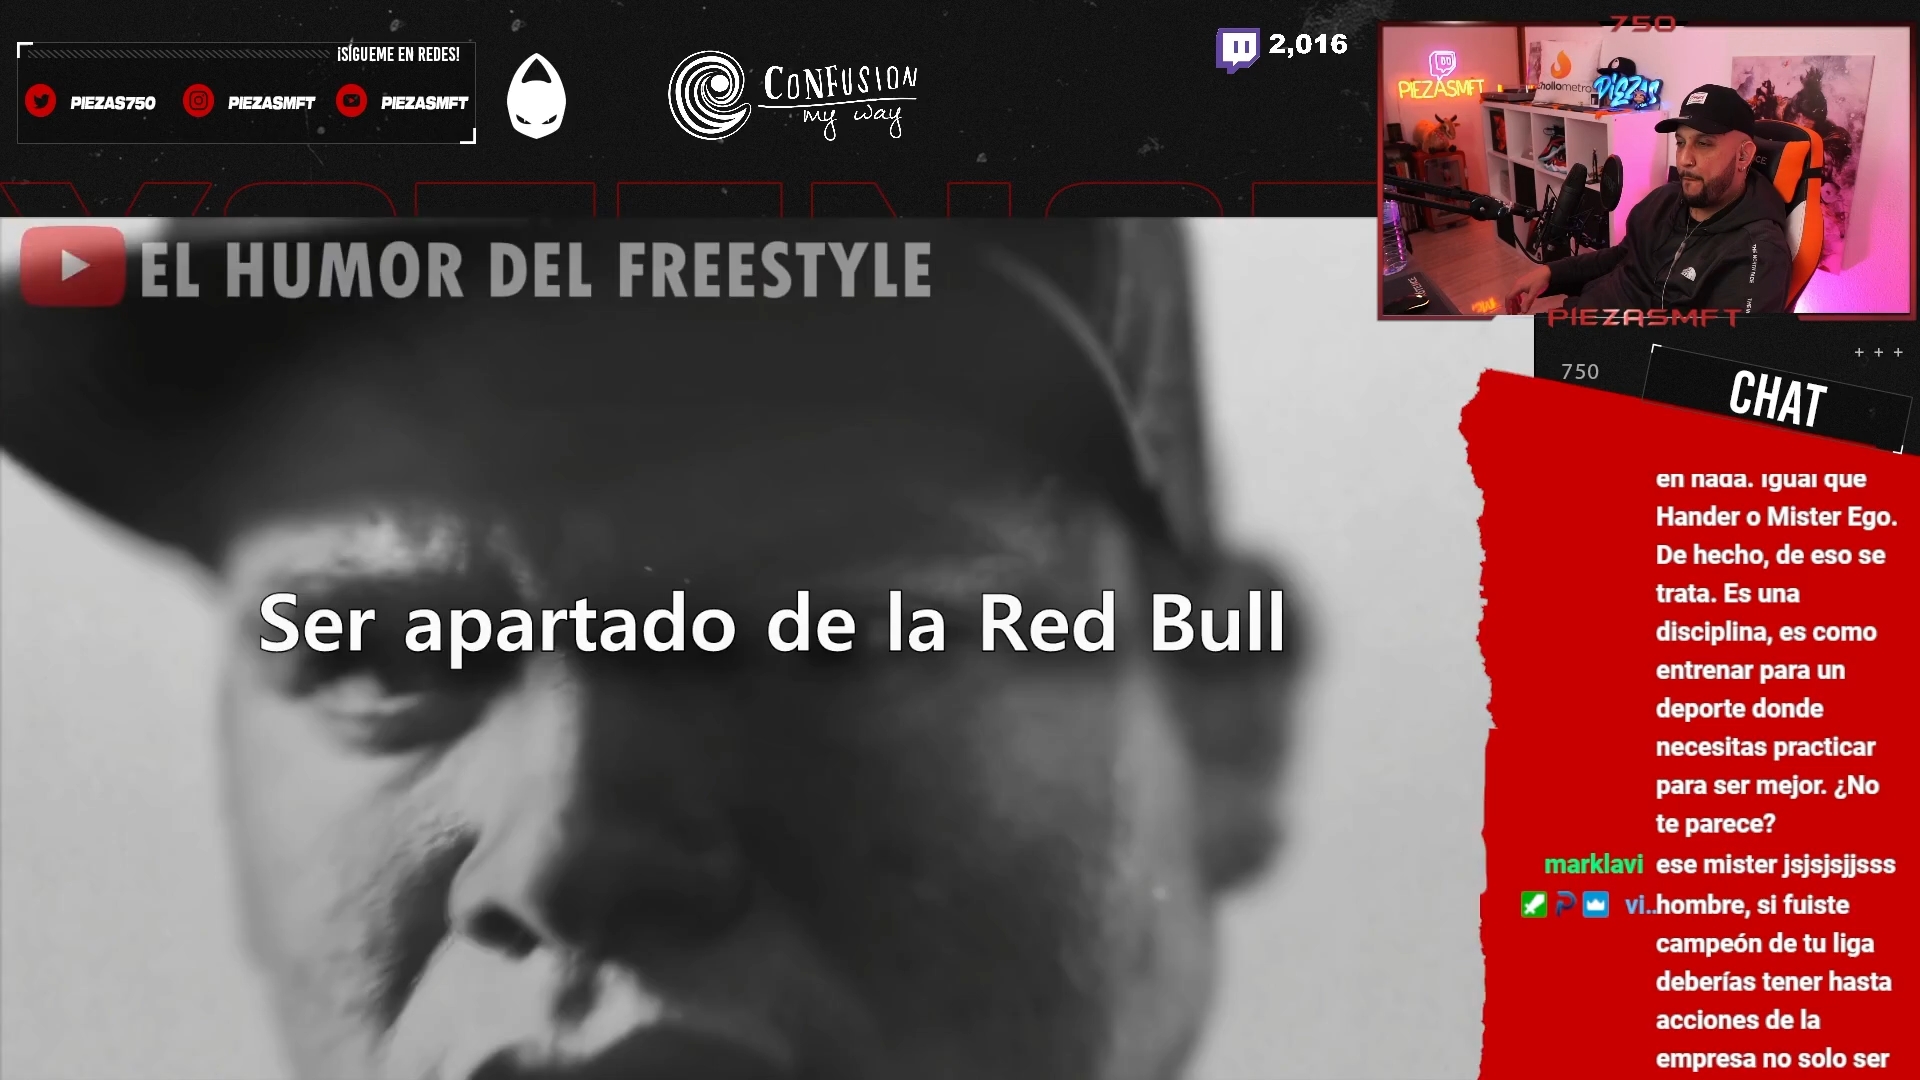 ¡SÍGUEME EN REDES!
PIEZAS750 PIEZASMFT PIEZASMFT
CONFUSION
my way
2,016
750
PIEZASMFT
chollometro
PIEZAS
PIEZASMFT
EL HUMOR DEL FREESTYLE
750
CHAT
Ser apartado de la Red Bull
en nada. Igual que
Hander o Mister Ego.
De hecho, de eso se
trata. Es una
disciplina, es como
entrenar para un
deporte donde
necesitas practicar
para ser mejor. ¿No
te parece?
marklavi ese mister jsjsjsjjsss
vi.. hombre, si fuiste
campeón de tu liga
deberías tener hasta
acciones de la
empresa no solo ser